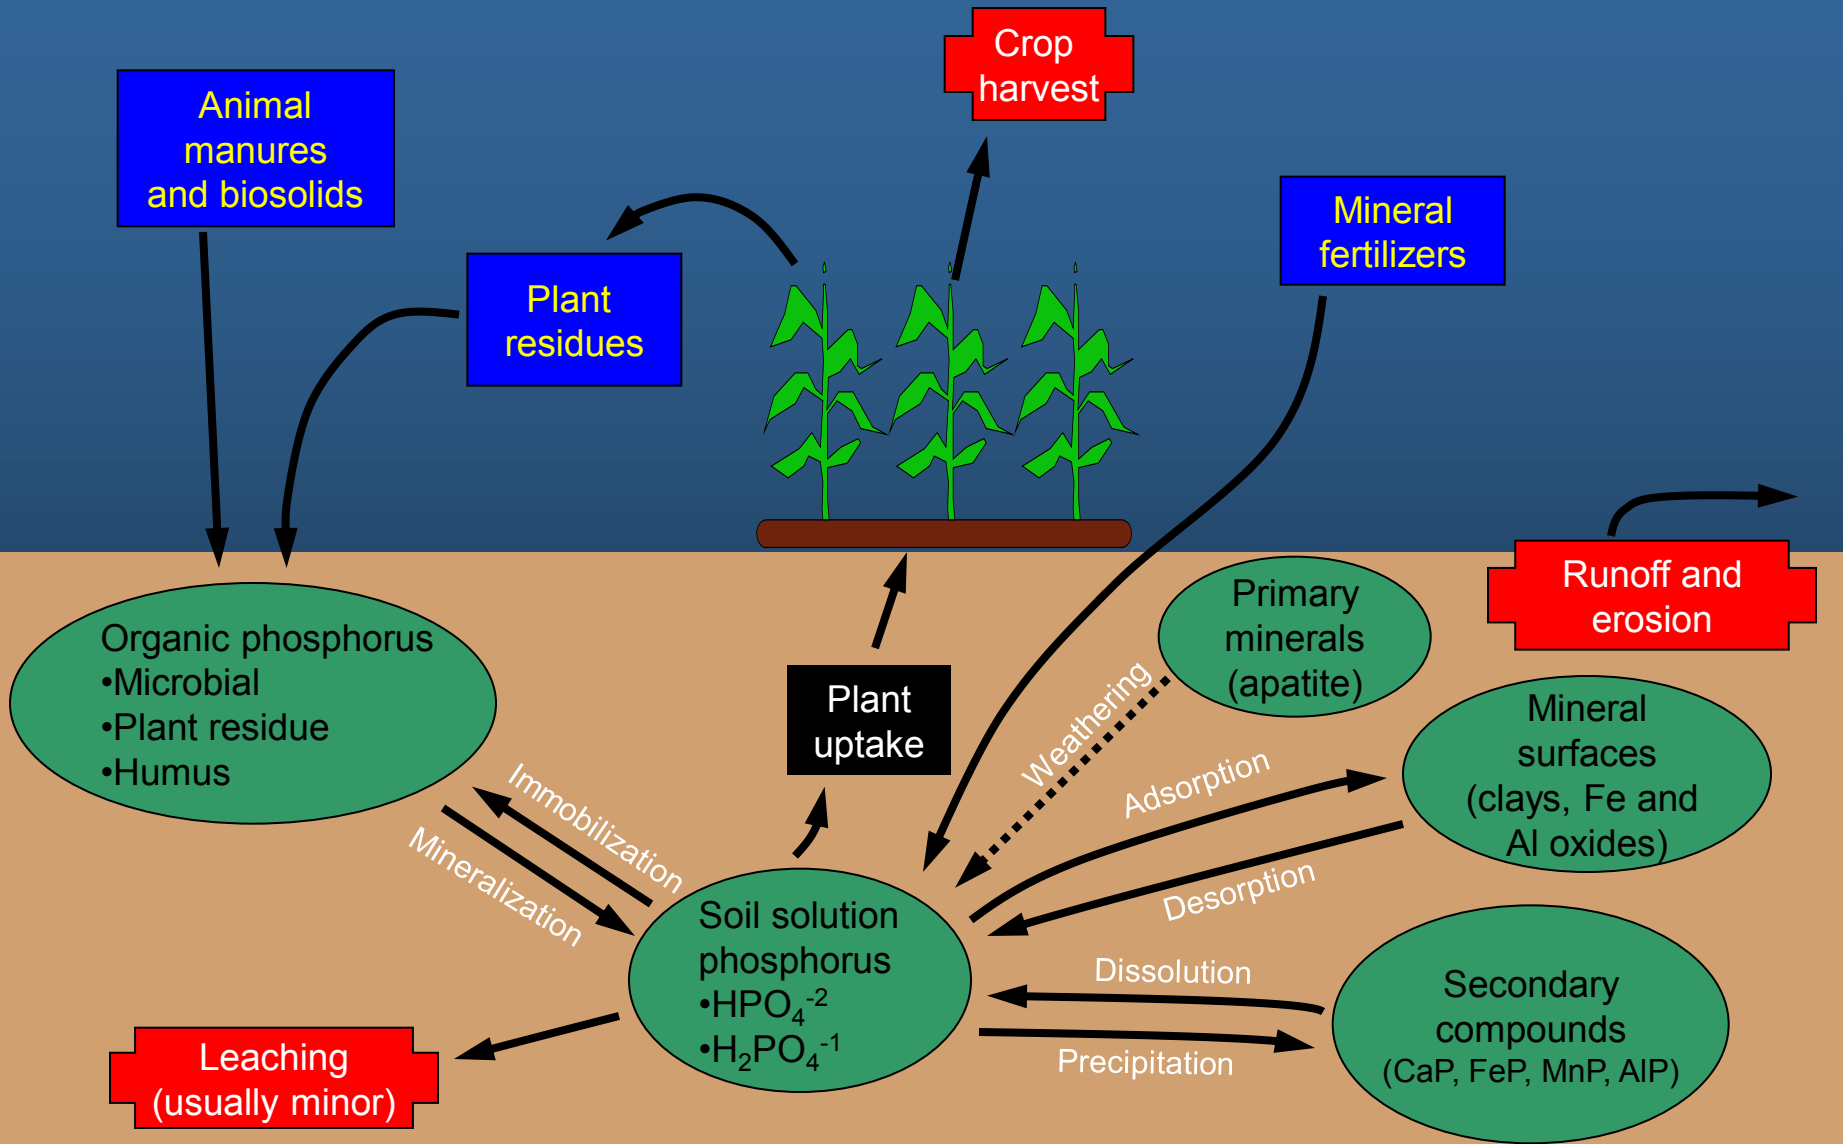 Crop
harvest
Animal
manures
and biosolids
Mineral
fertilizers
Plant
residues
Runoff and
erosion
Primary
minerals
(apatite)
Organic phosphorus
•Microbial
•Plant residue
•Humus
Plant
uptake
Weathering
Mineral
surfaces
(clays, Fe and
Al oxides)
Adsorption
Desorption
Immobilization
Mineralization
Soil solution
phosphorus
•HPO₄⁻²
•H₂PO₄⁻¹
Dissolution
Precipitation
Secondary
compounds
(CaP, FeP, MnP, AlP)
Leaching
(usually minor)